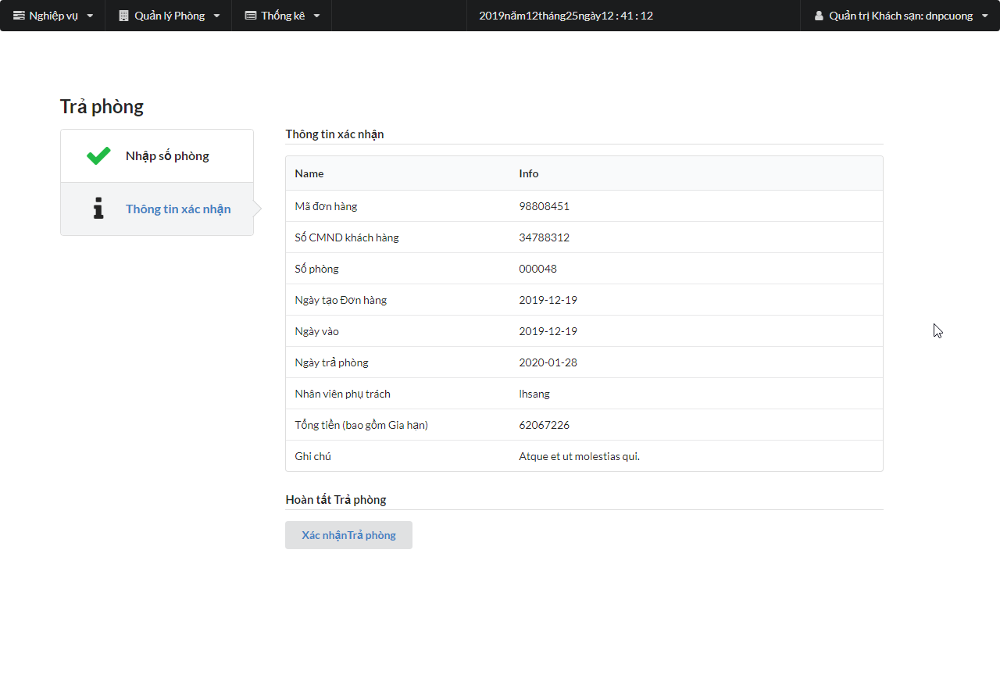 Nghiệp vụ Quản lý Phòng Thống kê 2019năm12tháng25ngày12 : 41 : 12 Quản trị Khách sạn: dnpcuong
Trả phòng
Nhập số phòng
Thông tin xác nhận
Thông tin xác nhận
Name Info
Mã đơn hàng 98808451
Số CMND khách hàng 34788312
Số phòng 000048
Ngày tạo Đơn hàng 2019-12-19
Ngày vào 2019-12-19
Ngày trả phòng 2020-01-28
Nhân viên phụ trách lhsang
Tổng tiền (bao gồm Gia hạn) 62067226
Ghi chú Atque et ut molestias qui.
Hoàn tất Trả phòng
Xác nhậnTrả phòng